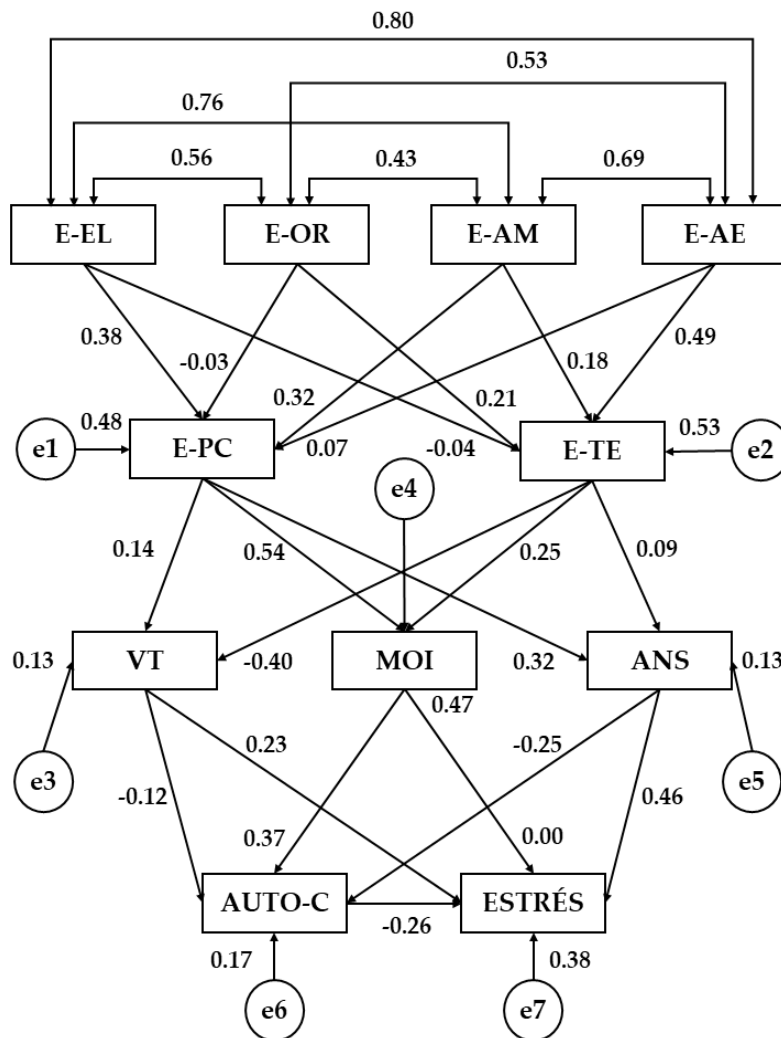 0.80
0.53
0.76
0.56 0.43 0.69
E-EL E-OR E-AM E-AE
0.38 -0.03 0.32 0.21 0.18 0.49
e1 0.48 E-PC 0.07 -0.04 E-TE 0.53 e2
e4
0.14 0.54 0.25 0.09
0.13 VT -0.40 MOI 0.32 ANS 0.13
0.47
e3 -0.12 0.23 -0.25 0.46 e5
0.37 0.00
AUTO-C -0.26 ESTRÉS
0.17 0.38
e6 e7